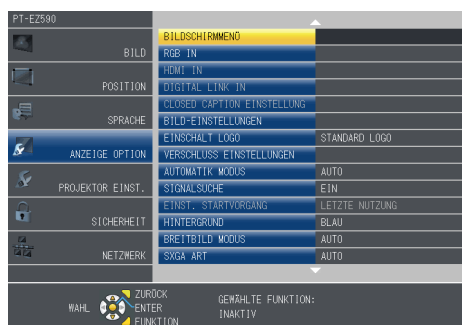 PT-EZ590
BILD
POSITION
SPRACHE
ANZEIGE OPTION
PROJEKTOR EINST.
SICHERHEIT
NETZWERK
BILDSCHIRMMENÜ
RGB IN
HDMI IN
DIGITAL LINK IN
CLOSED CAPTION EINSTELLUNG
BILD-EINSTELLUNGEN
EINSCHALT LOGO STANDARD LOGO
VERSCHLUSS EINSTELLUNGEN
AUTOMATIK MODUS AUTO
SIGNALSUCHE EIN
EINST. STARTVORGANG LETZTE NUTZUNG
HINTERGRUND BLAU
BREITBILD MODUS AUTO
SXGA ART AUTO
WAHL
ZURÜCK
ENTER
FUNKTION
GEWÄHLTE FUNKTION:
INAKTIV